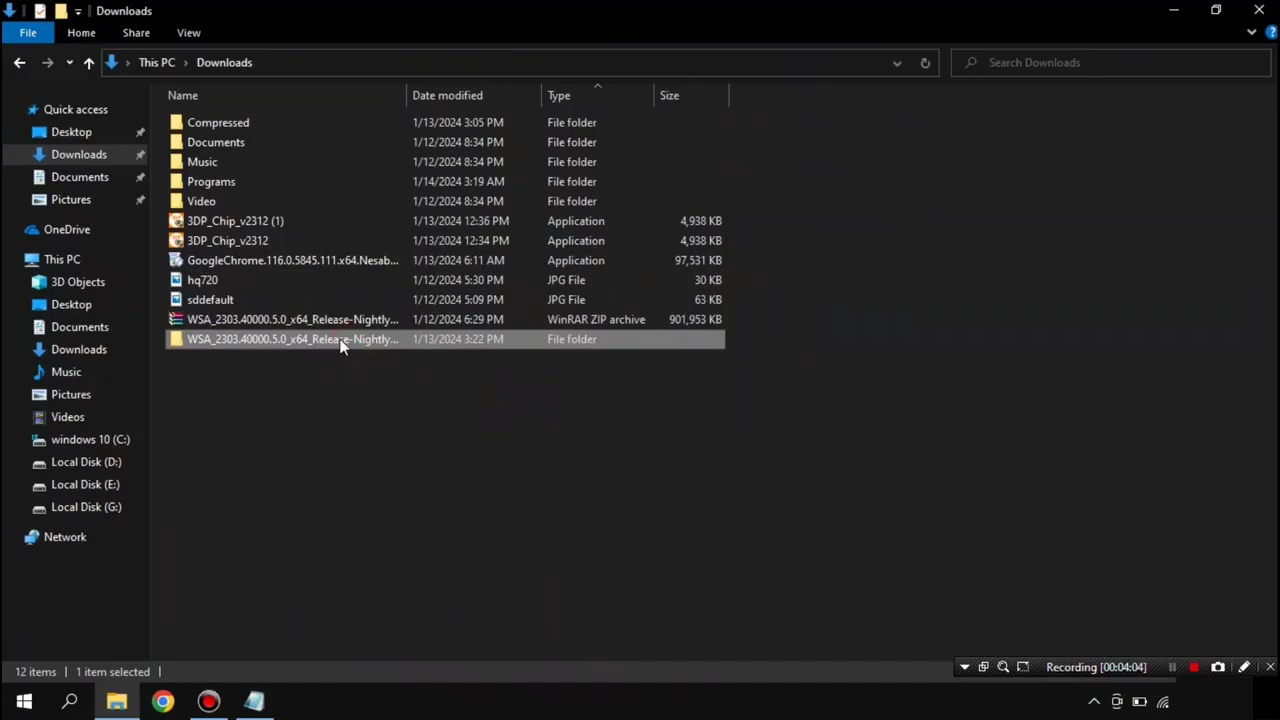 Downloads
File Home Share View
This PC Downloads Search Downloads
Name Date modified Type Size
Quick access
Desktop
Downloads
Documents
Pictures
OneDrive
This PC
3D Objects
Desktop
Documents
Downloads
Music
Pictures
Videos
windows 10 (C:)
Local Disk (D:)
Local Disk (E:)
Local Disk (G:)
Network
Compressed 1/13/2024 3:05 PM File folder
Documents 1/12/2024 8:34 PM File folder
Music 1/12/2024 8:34 PM File folder
Programs 1/14/2024 3:19 AM File folder
Video 1/12/2024 8:34 PM File folder
3DP_Chip_v2312 (1) 1/13/2024 12:36 PM Application 4,938 KB
3DP_Chip_v2312 1/13/2024 12:34 PM Application 4,938 KB
GoogleChrome.116.0.5845.111.x64.Nesab... 1/13/2024 6:11 AM Application 97,531 KB
hq720 1/12/2024 5:30 PM JPG File 30 KB
sddefault 1/12/2024 5:09 PM JPG File 63 KB
WSA_2303.40000.5.0_x64_Release-Nightly... 1/12/2024 6:29 PM WinRAR ZIP archive 901,953 KB
WSA_2303.40000.5.0_x64_Release-Nightly... 1/13/2024 3:22 PM File folder
12 items 1 item selected
Recording [00:04:04]